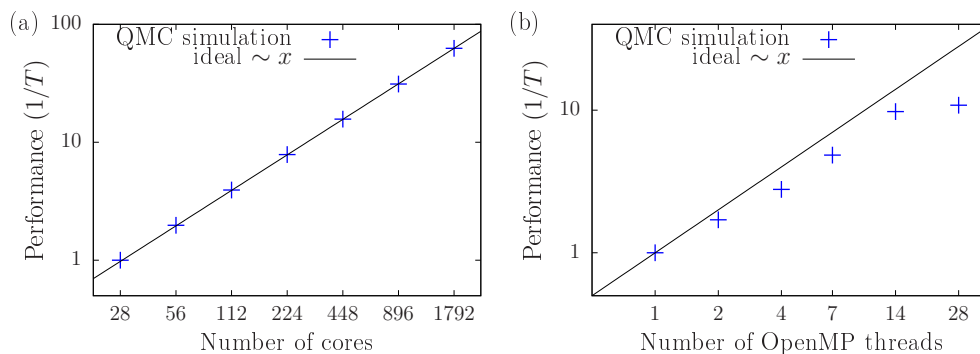 (a)
100
10
1
Performance (1/T)
QMC simulation
ideal ∼ x
28 56 112 224 448 896 1792
Number of cores
(b)
10
1
Performance (1/T)
QMC simulation
ideal ∼ x
1 2 4 7 14 28
Number of OpenMP threads